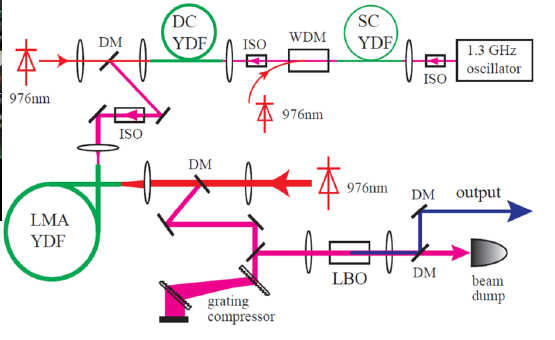 DC
YDF
SC
YDF
DM
ISO
WDM
ISO
1.3 GHz
oscillator
976nm
976nm
ISO
DM
976nm
LMA
YDF
DM
output
LBO
DM
beam
dump
grating
compressor